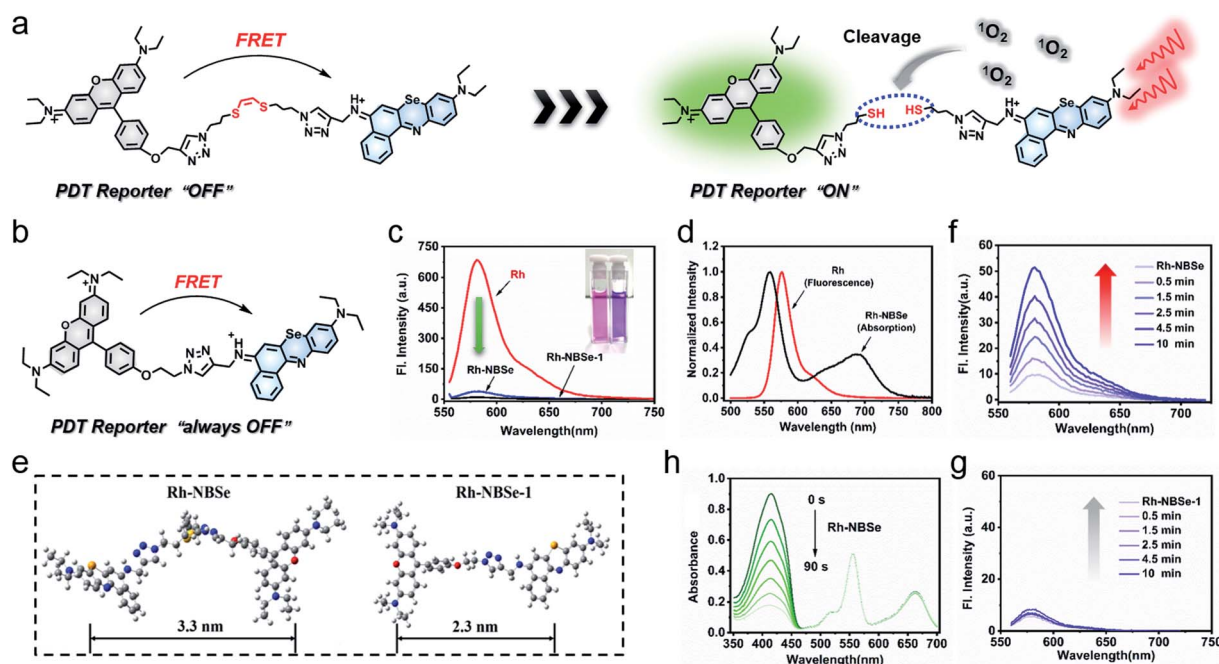 a
FRET
N
O
N
+
S
S
N
N=N
O
N
N=N
NH+
Se
N
N
PDT Reporter “OFF”
Cleavage
1O2
1O2
1O2
N
O
N
+
SH
HS
O
N
N=N
N
N=N
NH+
Se
N
N
PDT Reporter “ON”
b
FRET
N
+
O
N
O
N=N
N
H
N
+
Se
N
N
PDT Reporter “always OFF”
c
750
600
450
300
150
0
Fl. Intensity (a.u.)
Rh
Rh-NBSe
Rh-NBSe-1
550 600 650 700 750
Wavelength(nm)
d
1.2
1.0
0.8
0.6
0.4
0.2
0.0
Normalized Intensity
Rh
(Fluorescence)
Rh-NBSe
(Absorption)
500 550 600 650 700 750 800
Wavelength (nm)
f
60
50
40
30
20
10
0
Fl. Intensity(a.u.)
Rh-NBSe
0.5 min
1.5 min
2.5 min
4.5 min
10 min
550 600 650 700
Wavelength(nm)
e
Rh-NBSe
Rh-NBSe-1
3.3 nm
2.3 nm
h
1.0
0.8
0.6
0.4
0.2
0.0
Absorbance
0 s
Rh-NBSe
90 s
350 400 450 500 550 600 650 700
Wavelength(nm)
g
60
40
20
0
Fl. Intensity (a.u.)
Rh-NBSe-1
0.5 min
1.5 min
2.5 min
4.5 min
10 min
550 600 650 700 750
Wavelength(nm)